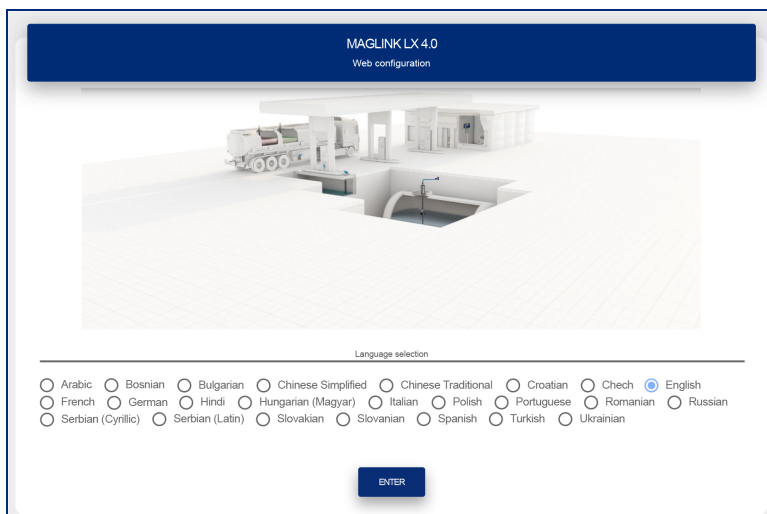 MAGLINK LX 4.0
Web configuration
Language selection
Arabic Bosnian Bulgarian Chinese Simplified Chinese Traditional Croatian Chech English
French German Hindi Hungarian (Magyar) Italian Polish Portuguese Romanian Russian
Serbian (Cyrillic) Serbian (Latin) Slovakian Slovanian Spanish Turkish Ukrainian
ENTER